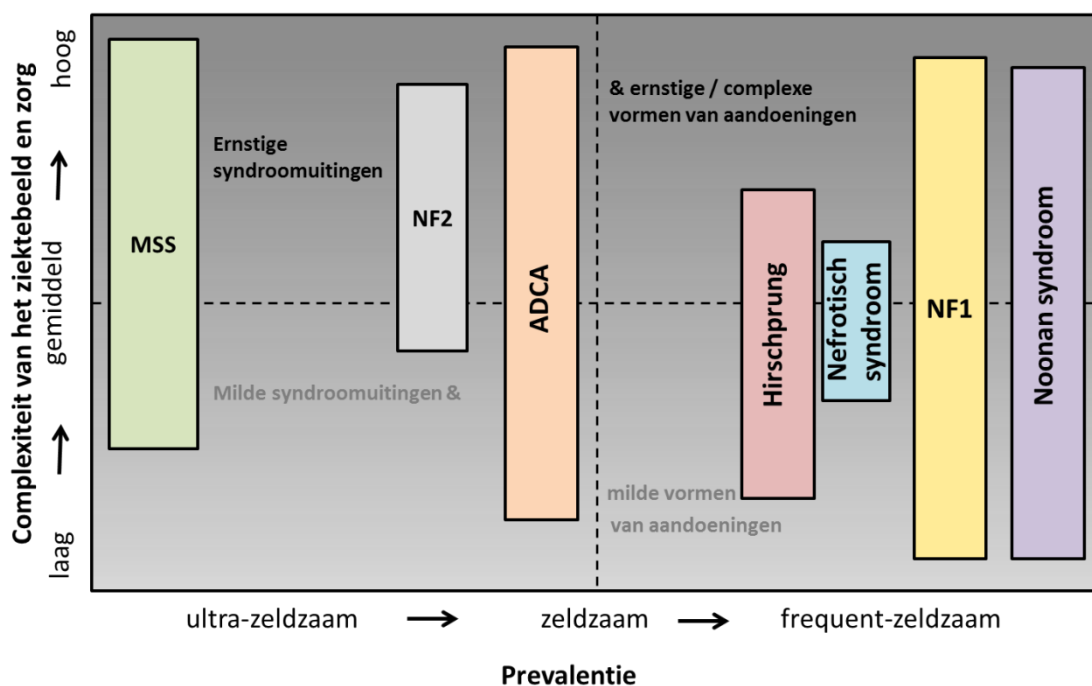 Complexiteit van het ziektebeeld en zorg
hoog
gemiddeld
laag
MSS
Ernstige
syndroomuitingen
NF2
ADCA
& ernstige / complexe
vormen van aandoeningen
Hirschprung
Nefrotisch
syndroom
NF1
Noonan syndroom
Milde syndroomuitingen &
milde vormen
van aandoeningen
ultra-zeldzaam
zeldzaam
frequent-zeldzaam
Prevalentie